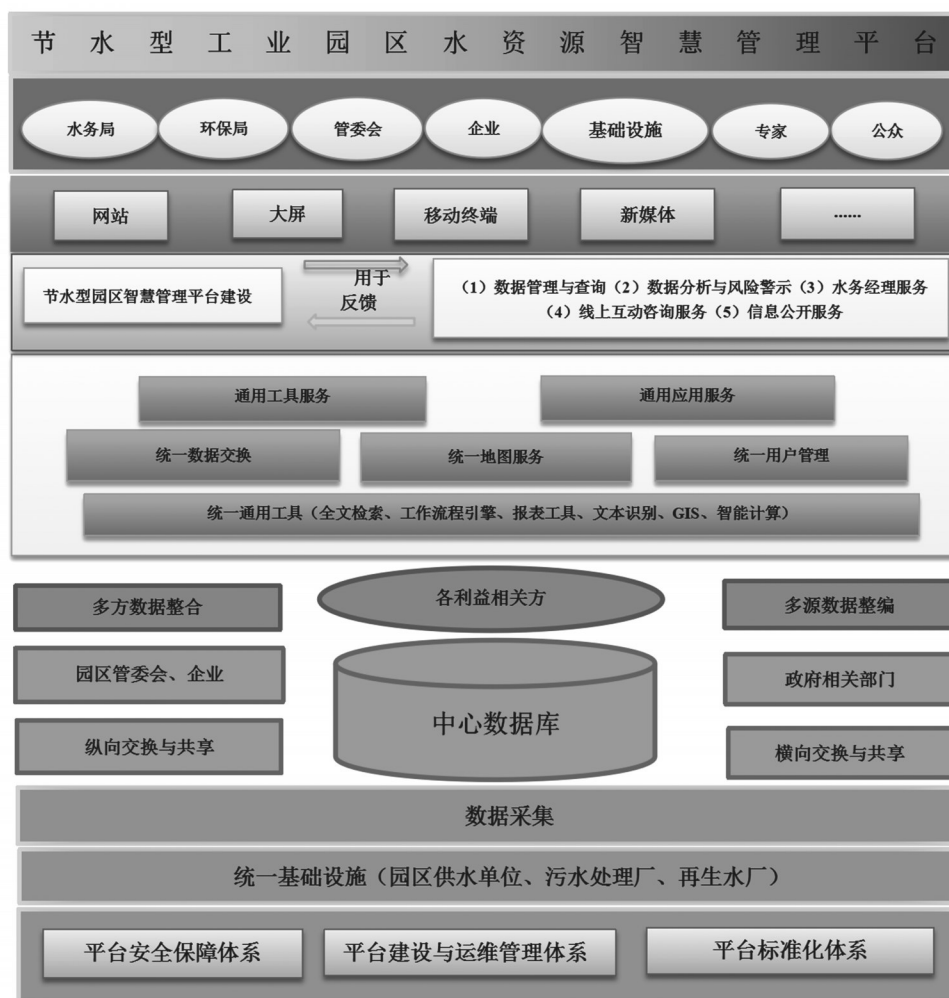 节水型工业园区水资源智慧管理平台
水务局 环保局 管委会 企业 基础设施 专家 公众
网站 大屏 移动终端 新媒体 ......
用于
反馈
节水型园区智慧管理平台建设
（1）数据管理与查询（2）数据分析与风险警示（3）水务经理服务
（4）线上互动咨询服务（5）信息公开服务
通用工具服务 通用应用服务
统一数据交换 统一地图服务 统一用户管理
统一通用工具（全文检索、工作流程引擎、报表工具、文本识别、GIS、智能计算）
多方数据整合 各利益相关方 多源数据整编
园区管委会、企业 政府相关部门
中心数据库
纵向交换与共享 横向交换与共享
数据采集
统一基础设施（园区供水单位、污水处理厂、再生水厂）
平台安全保障体系 平台建设与运维管理体系 平台标准化体系